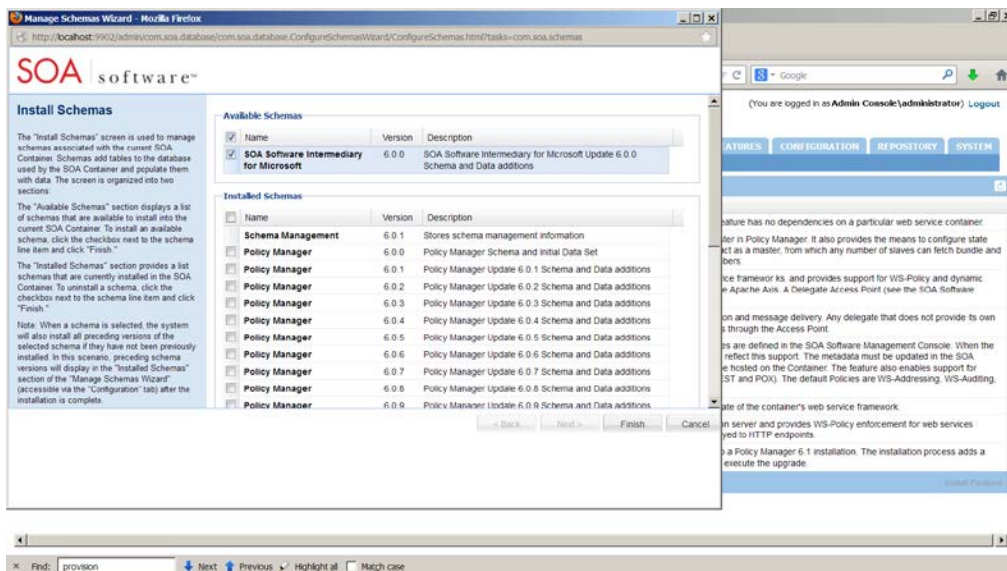 Manage Schemas Wizard - Mozilla Firefox
http://localhost:9902/admin/com.soa.database/com.soa.database.ConfigureSchemasWizard/ConfigureSchemas.html?tasks=com.soa.schemas
SOA software™
Install Schemas
The "Install Schemas" screen is used to manage
schemas associated with the current SOA
Container. Schemas add tables to the database
used by the SOA Container and populate them
with data. The screen is organized into two
sections:
The "Available Schemas" section displays a list
of schemas that are available to install into the
current SOA Container. To install an available
schema, click the checkbox next to the schema
line item and click "Finish."
The "Installed Schemas" section provides a list
schemas that are currently installed in the SOA
Container. To uninstall a schema, click the
checkbox next to the schema line item and click
"Finish."
Note: When a schema is selected, the system
will also install all preceding versions of the
selected schema if they have not been previously
installed. In this scenario, preceding schema
versions will display in the "Installed Schemas"
section of the "Manage Schemas Wizard"
(accessible via the "Configuration" tab) after the
installation is complete.
Available Schemas
Name Version Description
SOA Software Intermediary for Microsoft 6.0.0 SOA Software Intermediary for Microsoft Update 6.0.0 Schema and Data additions
Installed Schemas
Name Version Description
Schema Management 6.0.1 Stores schema management information
Policy Manager 6.0.0 Policy Manager Schema and Initial Data Set
Policy Manager 6.0.1 Policy Manager Update 6.0.1 Schema and Data additions
Policy Manager 6.0.2 Policy Manager Update 6.0.2 Schema and Data additions
Policy Manager 6.0.3 Policy Manager Update 6.0.3 Schema and Data additions
Policy Manager 6.0.4 Policy Manager Update 6.0.4 Schema and Data additions
Policy Manager 6.0.5 Policy Manager Update 6.0.5 Schema and Data additions
Policy Manager 6.0.6 Policy Manager Update 6.0.6 Schema and Data additions
Policy Manager 6.0.7 Policy Manager Update 6.0.7 Schema and Data additions
Policy Manager 6.0.8 Policy Manager Update 6.0.8 Schema and Data additions
Policy Manager 6.0.9 Policy Manager Update 6.0.9 Schema and Data additions
< Back Next > Finish Cancel
Google
(You are logged in as Admin Console\administrator) Logout
ATURES CONFIGURATION REPOSITORY SYSTEM
eature has no dependencies on a particular web service container.
ter in Policy Manager. It also provides the means to configure state
act as a master, from which any number of slaves can fetch bundle and
bers.
ice framewor ks. and provides support for WS-Policy and dynamic
e Apache Axis. A Delegate Access Point (see the SOA Software
on and message delivery. Any delegate that does not provide its own
s through the Access Point.
es are defined in the SOA Software Management Console. When the
reflect this support. The metadata must be updated in the SOA
e hosted on the Container. The feature also enables support for
EST and POX). The default Policies are WS-Addressing, WS-Auditing,
ate of the container's web service framework.
n server and provides WS-Policy enforcement for web services
yed to HTTP endpoints.
o a Policy Manager 6.1 installation. The installation process adds a
execute the upgrade.
Install Feature
Find: provision Next Previous Highlight all Match case